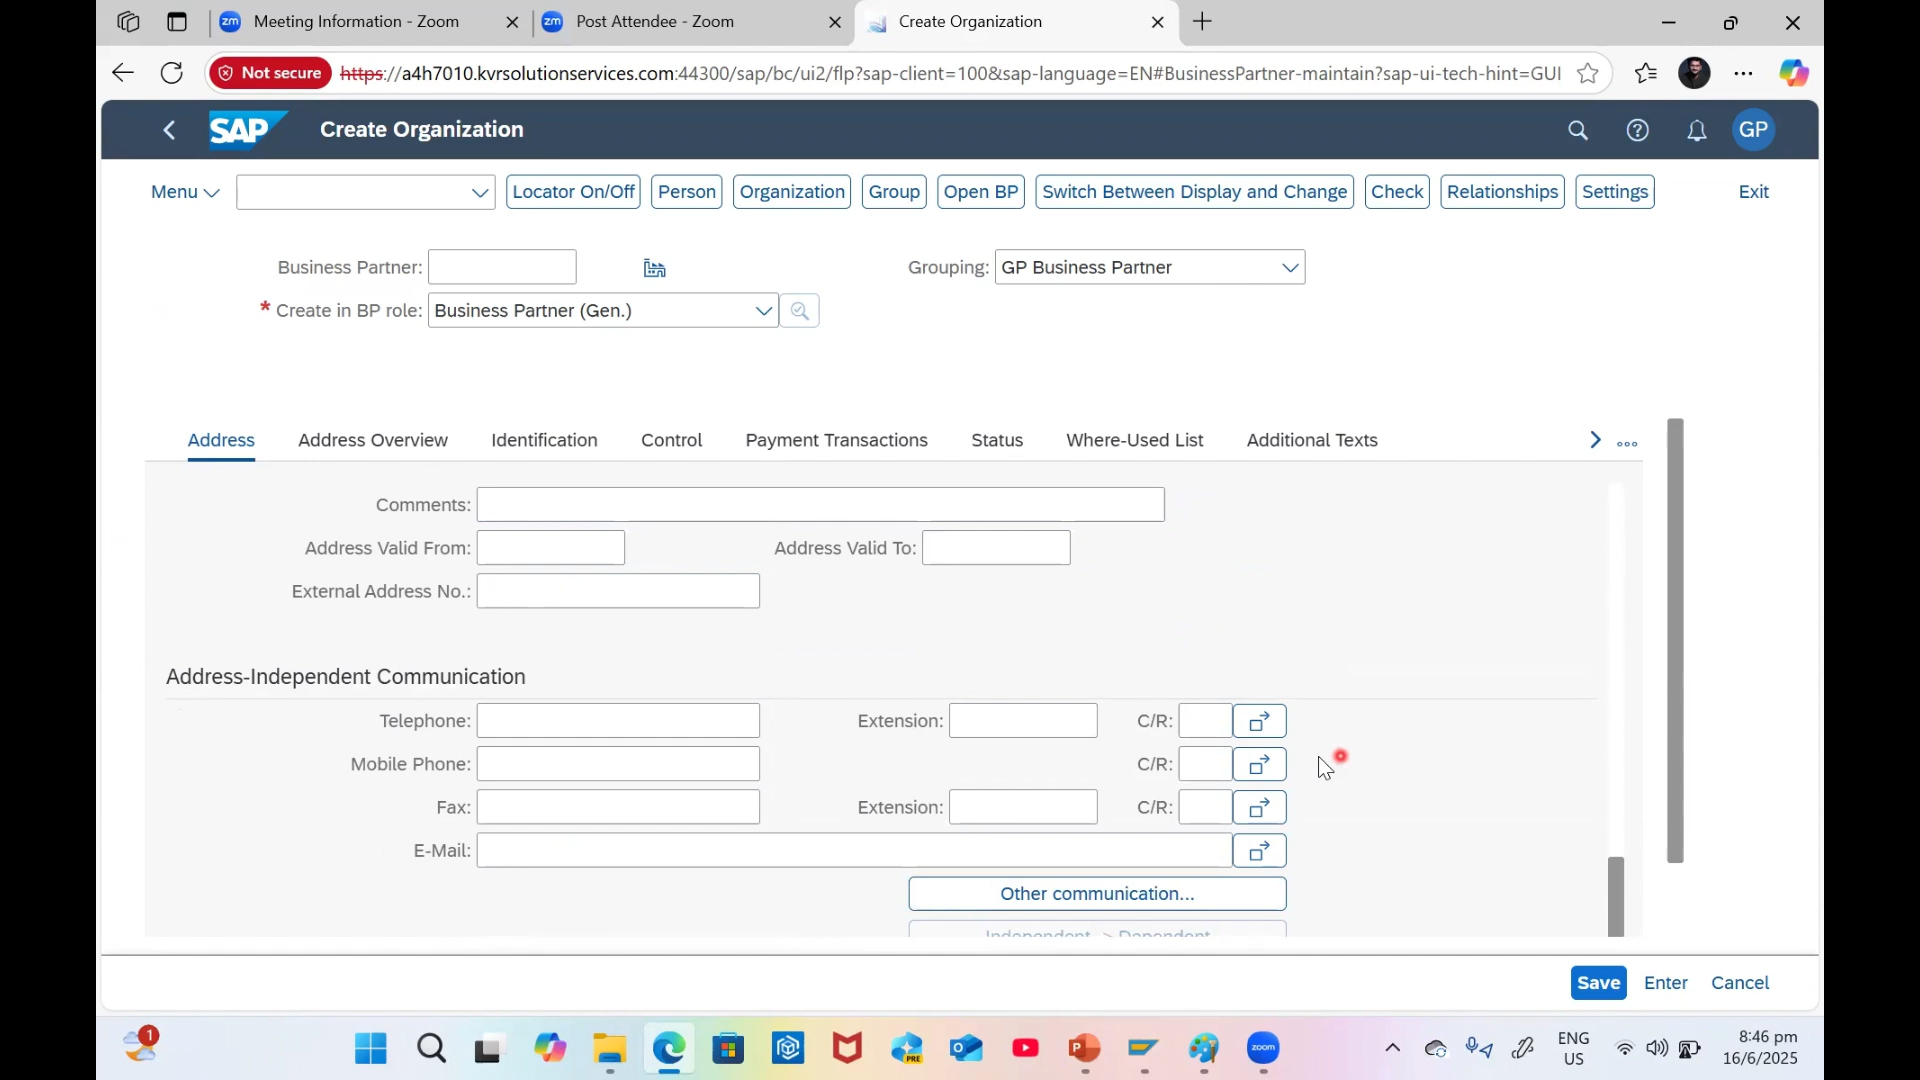 Meeting Information - Zoom
Post Attendee - Zoom
Create Organization
Not secure https://a4h7010.kvrsolutionservices.com:44300/sap/bc/ui2/flp?sap-client=100&sap-language=EN#BusinessPartner-maintain?sap-ui-tech-hint=GUI
SAP Create Organization GP
Menu Locator On/Off Person Organization Group Open BP Switch Between Display and Change Check Relationships Settings Exit
Business Partner: Grouping: GP Business Partner
* Create in BP role: Business Partner (Gen.)
Address Address Overview Identification Control Payment Transactions Status Where-Used List Additional Texts
Comments:
Address Valid From: Address Valid To:
External Address No.:
Address-Independent Communication
Telephone: Extension: C/R:
Mobile Phone: C/R:
Fax: Extension: C/R:
E-Mail:
Other communication...
Independent -> Dependent
Save Enter Cancel
1
PRE
zoom
ENG
US
8:46 pm
16/6/2025